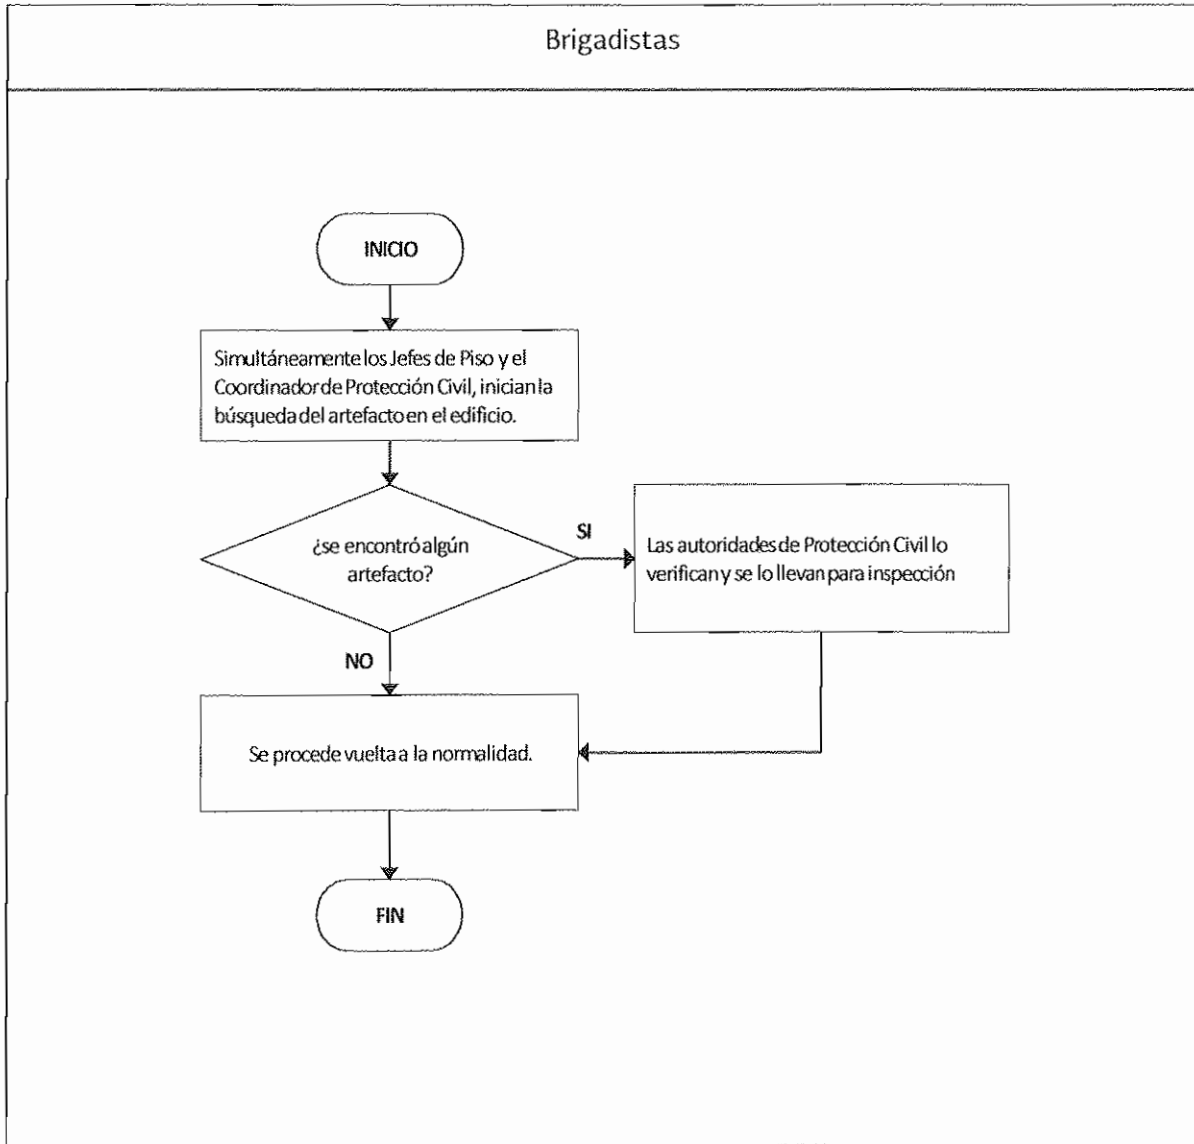 Brigadistas
INICIO
Simultáneamente los Jefes de Piso y el
Coordinador de Protección Civil, inician la
búsqueda del artefacto en el edificio.
¿se encontró algún
artefacto?
SI
Las autoridades de Protección Civil lo
verifican y se lo llevan para inspección
NO
Se procede vuelta a la normalidad.
FIN